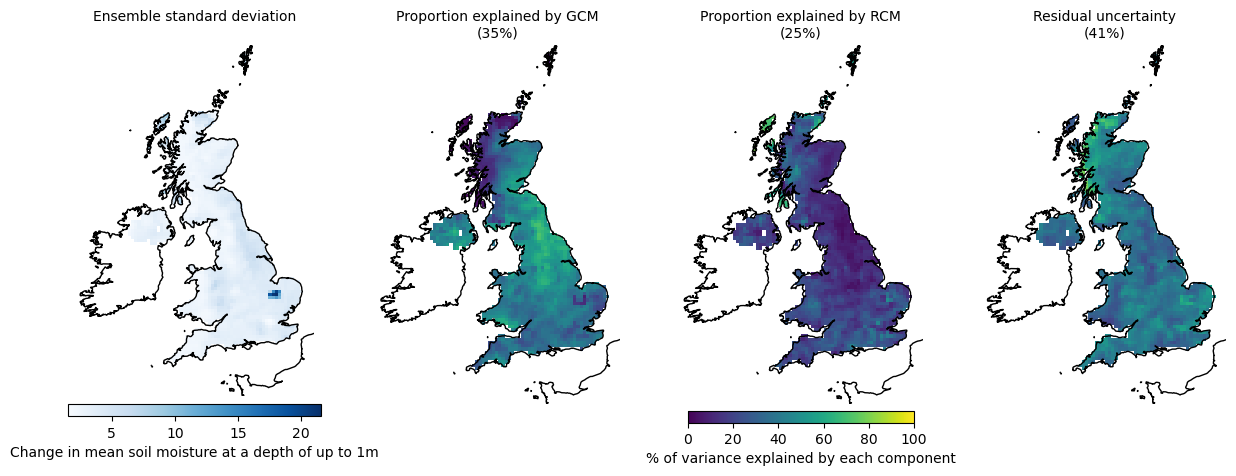 Ensemble standard deviation
Proportion explained by GCM
(35%)
Proportion explained by RCM
(25%)
Residual uncertainty
(41%)
5 10 15 20
Change in mean soil moisture at a depth of up to 1m
0 20 40 60 80 100
% of variance explained by each component